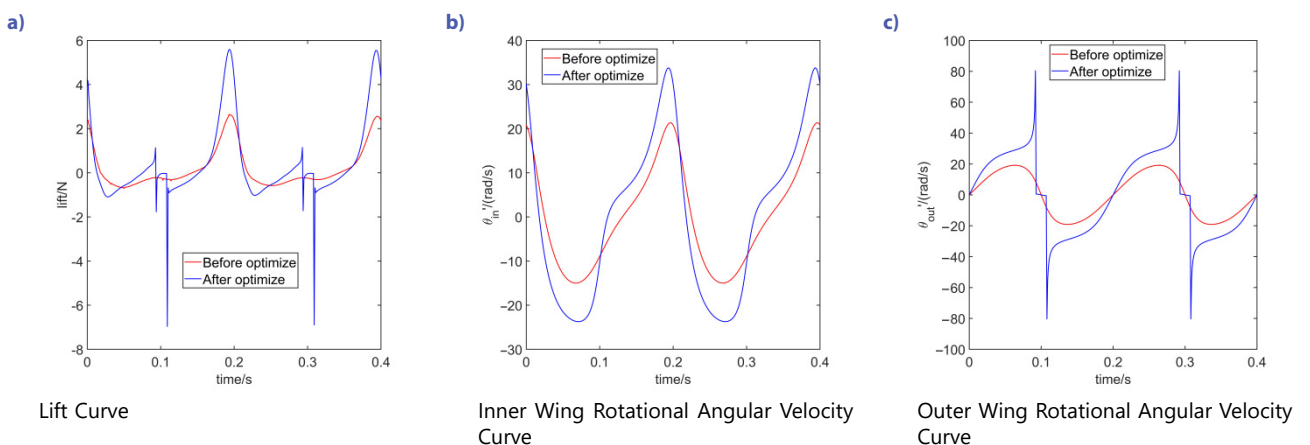 a)
6
4
2
0
−2
−4
−6
−8
lift/N
Before optimize
After optimize
0
0.1
0.2
0.3
0.4
time/s
Lift Curve
b)
40
30
20
10
0
−10
−20
−30
θin'/(rad/s)
Before optimize
After optimize
0
0.1
0.2
0.3
0.4
time/s
Inner Wing Rotational Angular Velocity
Curve
c)
100
80
60
40
20
0
−20
−40
−60
−80
−100
θout'/(rad/s)
Before optimize
After optimize
0
0.1
0.2
0.3
0.4
time/s
Outer Wing Rotational Angular Velocity
Curve